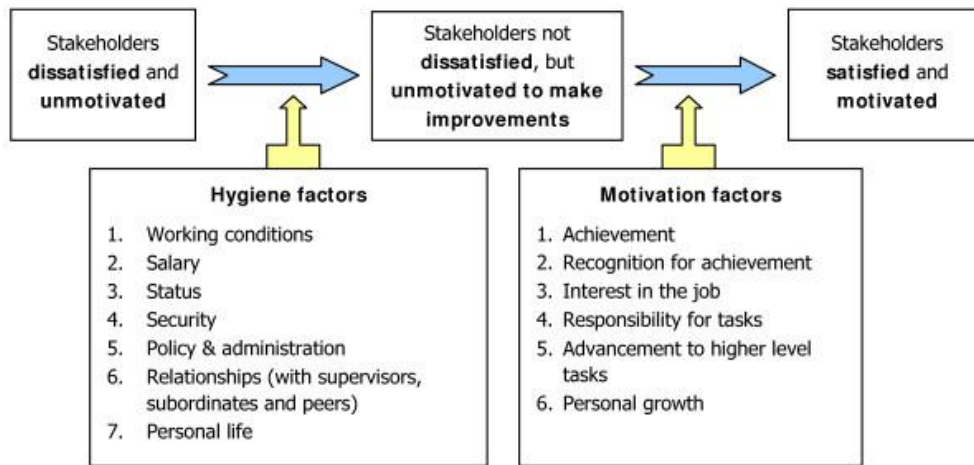 Stakeholders
dissatisfied and
unmotivated
Stakeholders not
dissatisfied, but
unmotivated to make
improvements
Stakeholders
satisfied and
motivated
Hygiene factors
1. Working conditions
2. Salary
3. Status
4. Security
5. Policy & administration
6. Relationships (with supervisors,
subordinates and peers)
7. Personal life
Motivation factors
1. Achievement
2. Recognition for achievement
3. Interest in the job
4. Responsibility for tasks
5. Advancement to higher level
tasks
6. Personal growth